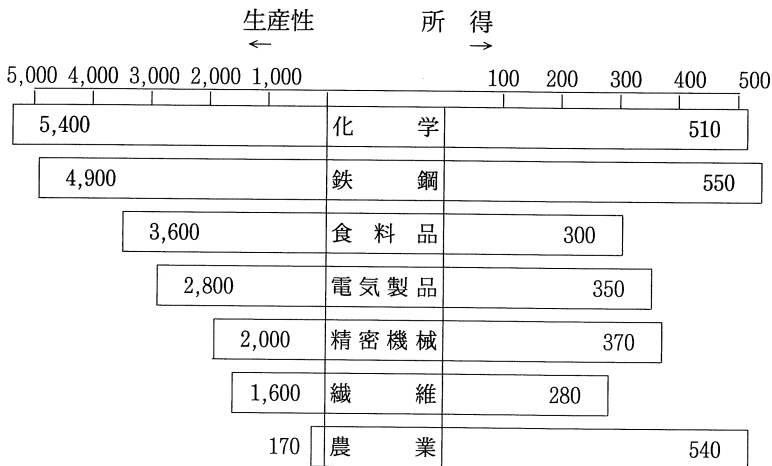 生産性 所得
← →
5,000 4,000 3,000 2,000 1,000 100 200 300 400 500
5,400 化学 510
4,900 鉄鋼 550
3,600 食料品 300
2,800 電気製品 350
2,000 精密機械 370
1,600 繊維 280
170 農業 540